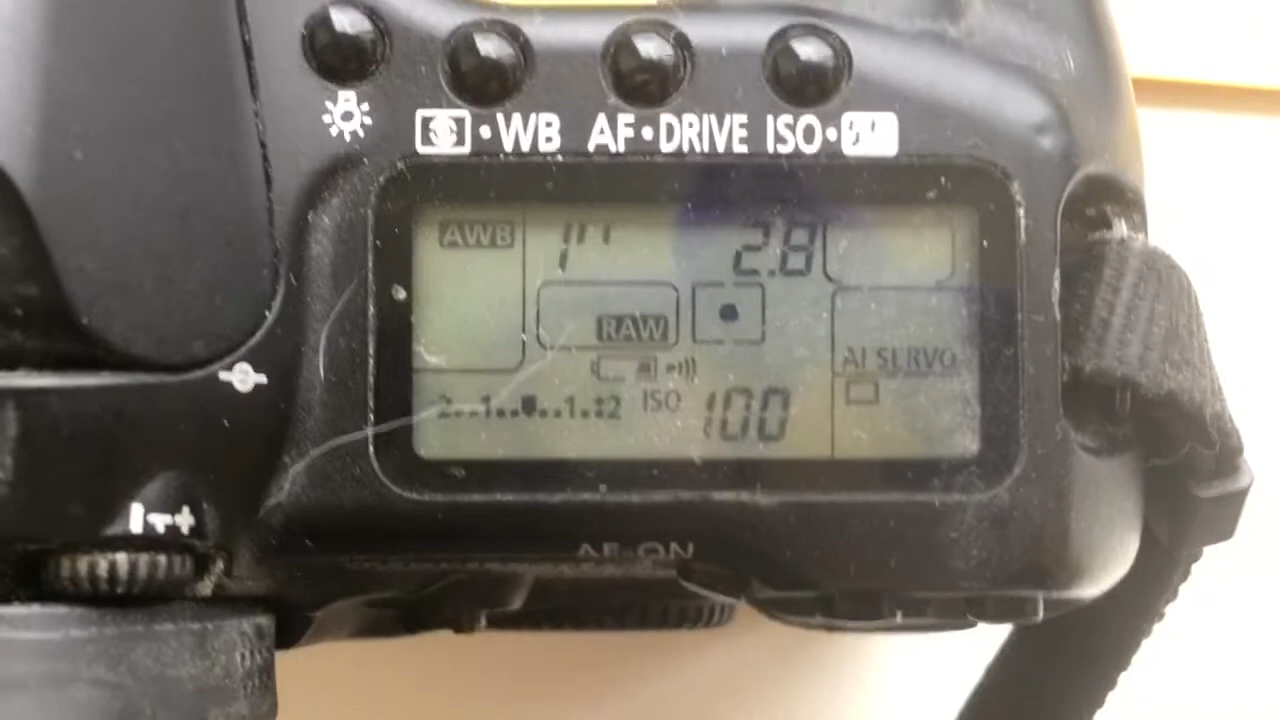 ·WB AF·DRIVE ISO·
AWB 1" 2.8
RAW
AI SERVO
2..1..▮..1..2 ISO 100
AF-ON